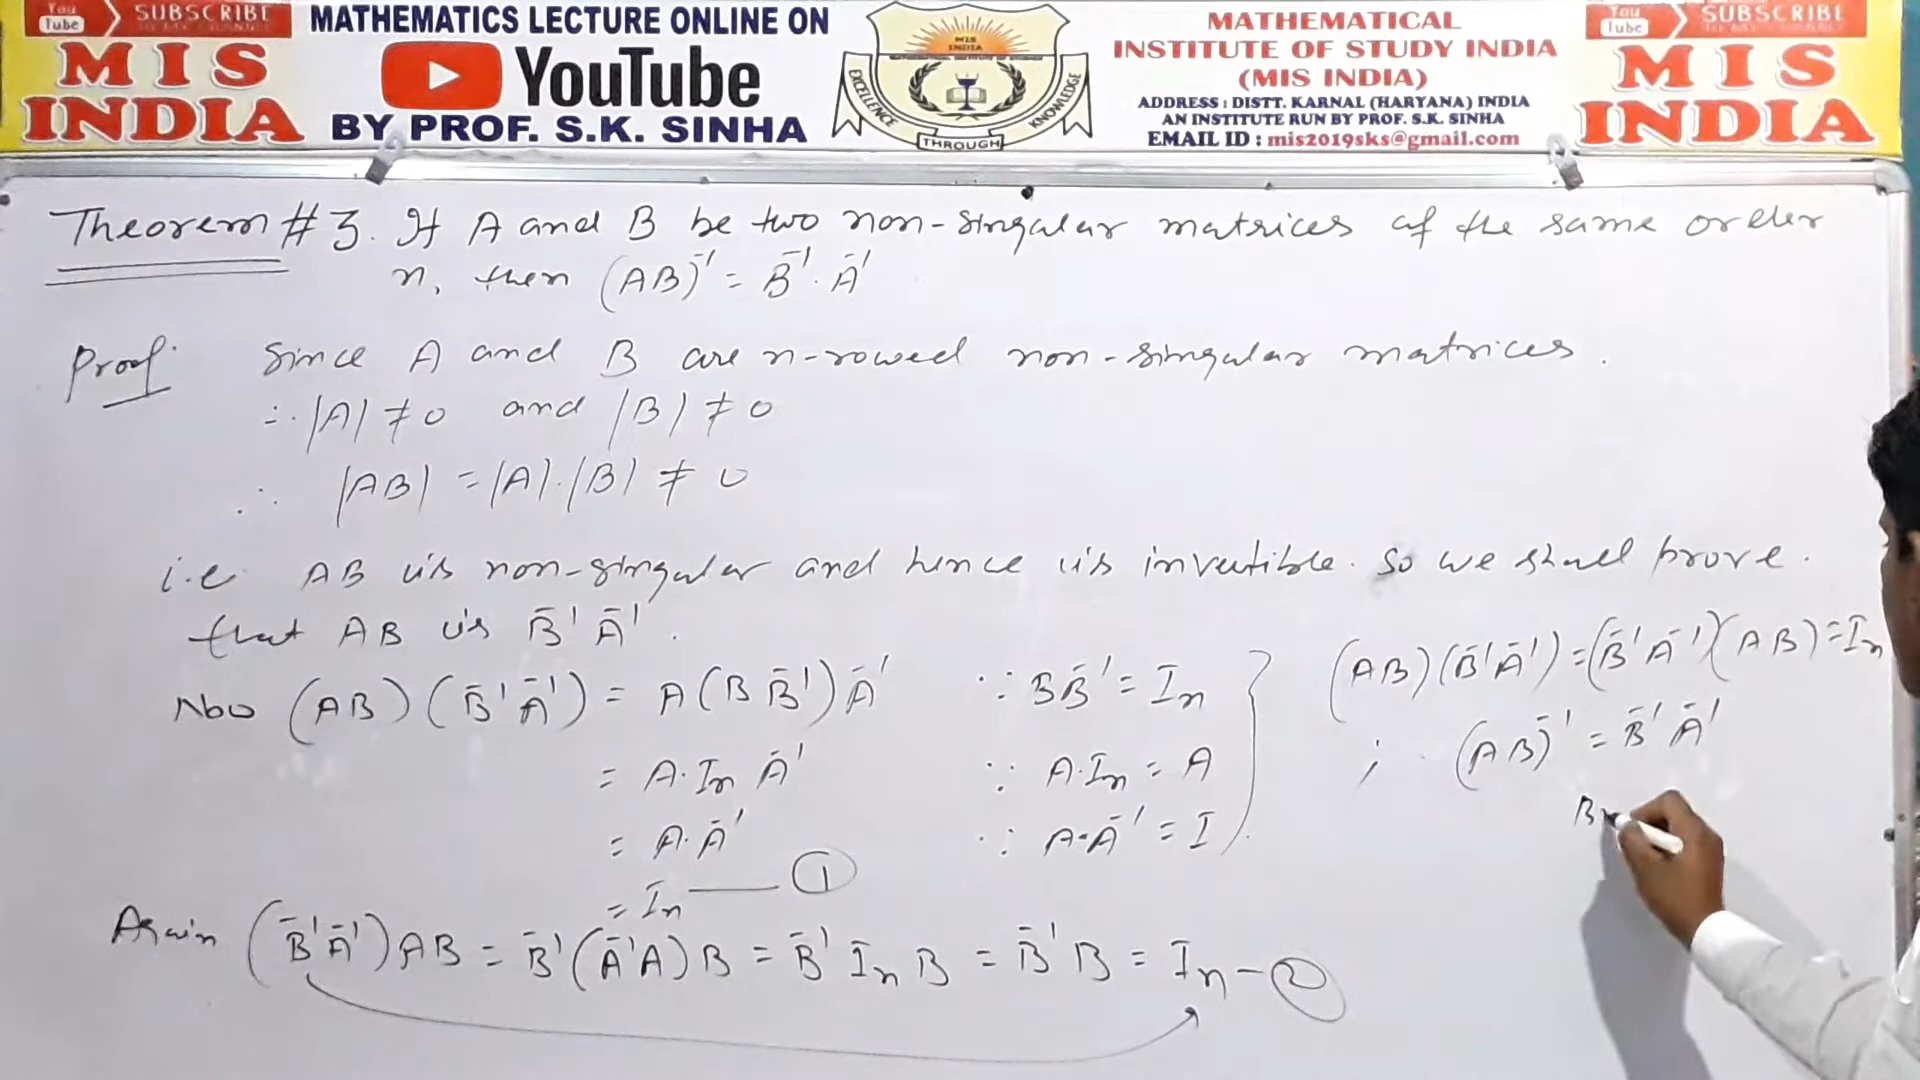 You Tube SUBSCRIBE
MIS
INDIA
MATHEMATICS LECTURE ONLINE ON
YouTube
BY PROF. S.K. SINHA
MIS INDIA
EXCELLENCE THROUGH KNOWLEDGE
MATHEMATICAL
INSTITUTE OF STUDY INDIA
(MIS INDIA)
ADDRESS : DISTT. KARNAL (HARYANA) INDIA
AN INSTITUTE RUN BY PROF. S.K. SINHA
EMAIL ID : mis2019sks@gmail.com
You Tube SUBSCRIBE
MIS
INDIA
Theorem #3. If A and B be two non-singular matrices of the same order
n, then (AB)⁻¹ = B⁻¹.A⁻¹
Proof: Since A and B are n-rowed non-singular matrices.
∴ |A| ≠ 0 and |B| ≠ 0
∴ |AB| = |A|.|B| ≠ 0
i.e. AB is non-singular and hence is invertible. So we shall prove.
that AB is B⁻¹A⁻¹.
Now (AB)(B⁻¹A⁻¹) = A(BB⁻¹)A⁻¹ ∵ BB⁻¹ = Iₙ
= A.Iₙ A⁻¹ ∵ A.Iₙ = A
= A.A⁻¹ ∵ A.A⁻¹ = I
= Iₙ — ①
Again (B⁻¹A⁻¹)AB = B⁻¹(A⁻¹A)B = B⁻¹IₙB = B⁻¹B = Iₙ — ②
(AB)(B⁻¹A⁻¹) = (B⁻¹A⁻¹)(AB) = Iₙ
; (AB)⁻¹ = B⁻¹A⁻¹